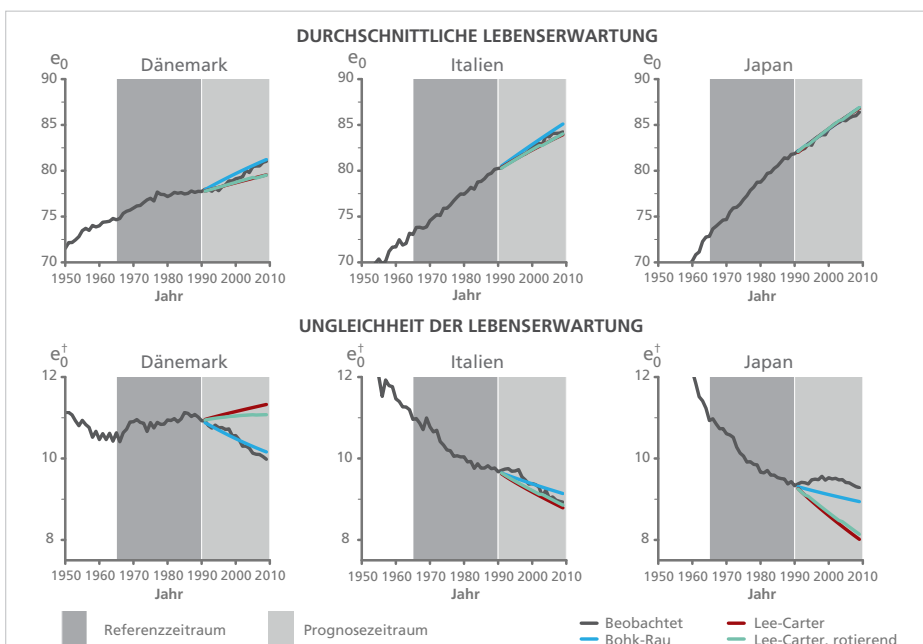 DURCHSCHNITTLICHE LEBENSERWARTUNG
e0
Dänemark
Italien
Japan
90
85
80
75
70
1950 1960 1970 1980 1990 2000 2010
Jahr
90
85
80
75
70
1950 1960 1970 1980 1990 2000 2010
Jahr
90
85
80
75
70
1950 1960 1970 1980 1990 2000 2010
Jahr
UNGLEICHHEIT DER LEBENSERWARTUNG
e0†
Dänemark
e0†
Italien
e0†
Japan
12
10
8
1950 1960 1970 1980 1990 2000 2010
Jahr
12
10
8
1950 1960 1970 1980 1990 2000 2010
Jahr
12
10
8
1950 1960 1970 1980 1990 2000 2010
Jahr
Referenzzeitraum
Prognosezeitraum
Beobachtet
Lee-Carter
Bohk-Rau
Lee-Carter, rotierend